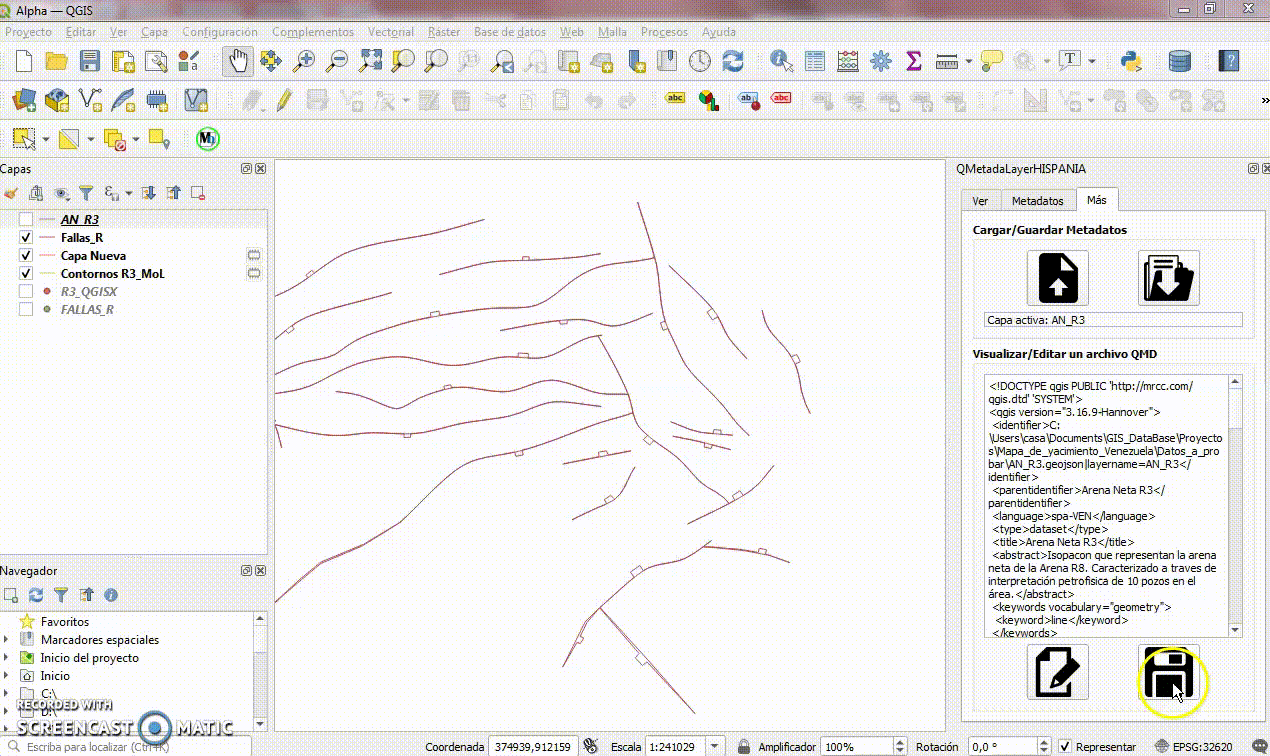 Alpha — QGIS
Proyecto Editar Ver Capa Configuración Complementos Vectorial Ráster Base de datos Web Malla Procesos Ayuda
abc abc
Capas
AN_R3
Fallas_R
Capa Nueva
Contornos R3_MoL
R3_QGISX
FALLAS_R
Navegador
Favoritos
Marcadores espaciales
Inicio del proyecto
Inicio
C:\
D:\
RECORDED WITH
SCREENCAST MATIC
Escriba para localizar (Ctrl+K)
QMetadaLayerHISPANIA
Ver Metadatos Más
Cargar/Guardar Metadatos
Capa activa: AN_R3
Visualizar/Editar un archivo QMD
<!DOCTYPE qgis PUBLIC 'http://mrcc.com/
qgis.dtd' 'SYSTEM'>
<qgis version="3.16.9-Hannover">
<identifier>C:
\Users\casa\Documents\GIS_DataBase\Proyecto
s\Mapa_de_yacimiento_Venezuela\Datos_a_pro
bar\AN_R3.geojson|layername=AN_R3</
identifier>
<parentidentifier>Arena Neta R3</
parentidentifier>
<language>spa-VEN</language>
<type>dataset</type>
<title>Arena Neta R3</title>
<abstract>Isopacon que representan la arena
neta de la Arena R8. Caracterizado a traves de
interpretación petrofisica de 10 pozos en el
área.</abstract>
<keywords vocabulary="geometry">
<keyword>line</keyword>
</keywords>
Coordenada 374939,912159 Escala 1:241029 Amplificador 100% Rotación 0,0 ° Representer EPSG:32620